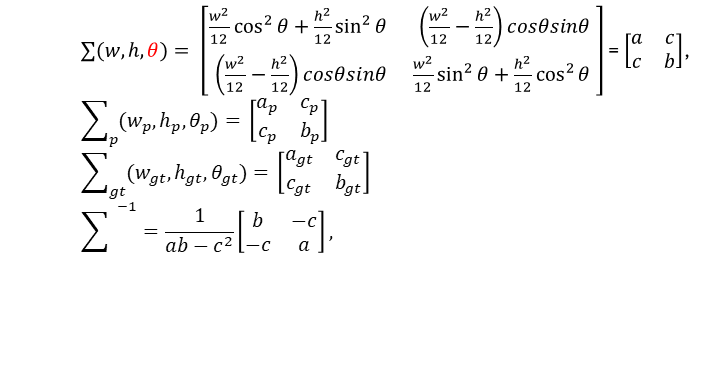 ∑(w, h, θ) = [ w²/12 cos² θ + h²/12 sin² θ   (w²/12 − h²/12) cosθsinθ ; (w²/12 − h²/12) cosθsinθ   w²/12 sin² θ + h²/12 cos² θ ] = [ a c ; c b ],
∑_p (w_p, h_p, θ_p) = [ a_p c_p ; c_p b_p ]
∑_gt (w_gt, h_gt, θ_gt) = [ a_gt c_gt ; c_gt b_gt ]
∑⁻¹ = 1/(ab − c²) [ b −c ; −c a ],